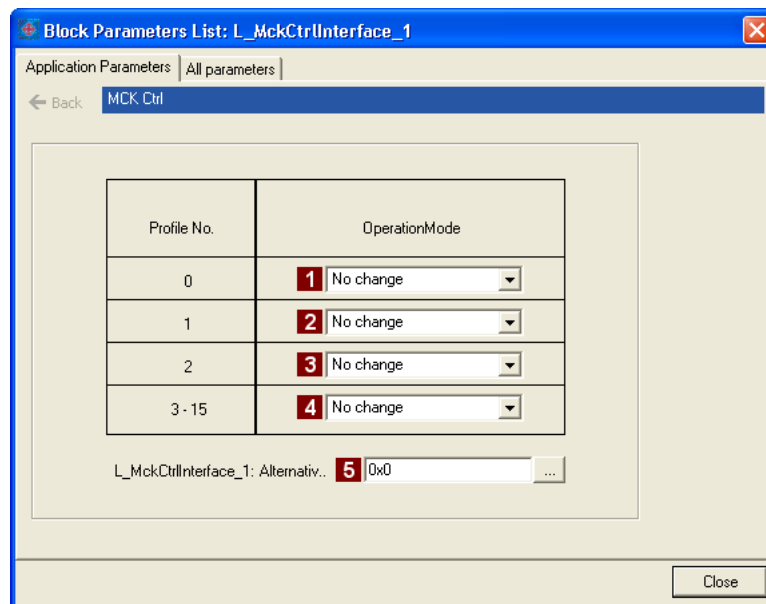 Block Parameters List: L_MckCtrlInterface_1
Application Parameters All parameters
Back MCK Ctrl
Profile No. OperationMode
0 1 No change
1 2 No change
2 3 No change
3 - 15 4 No change
L_MckCtrlInterface_1: Alternativ.. 5 0x0 ...
Close